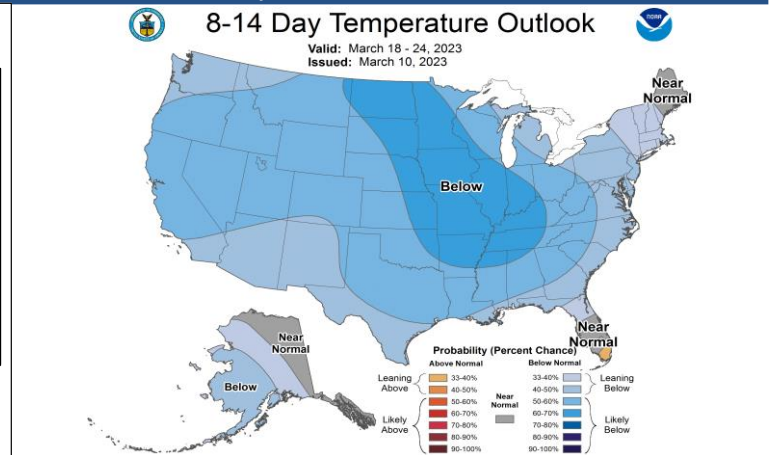 8-14 Day Temperature Outlook
Valid: March 18 - 24, 2023
Issued: March 10, 2023
NOAA
Near
Normal
Below
Near
Normal
Near
Normal
Below
Probability (Percent Chance)
Above Normal Below Normal
Leaning
Above
33-40%
40-50%
Likely
Above
50-60%
60-70%
70-80%
80-90%
90-100%
Near
Normal
33-40%
40-50%
Leaning
Below
50-60%
60-70%
70-80%
80-90%
90-100%
Likely
Below